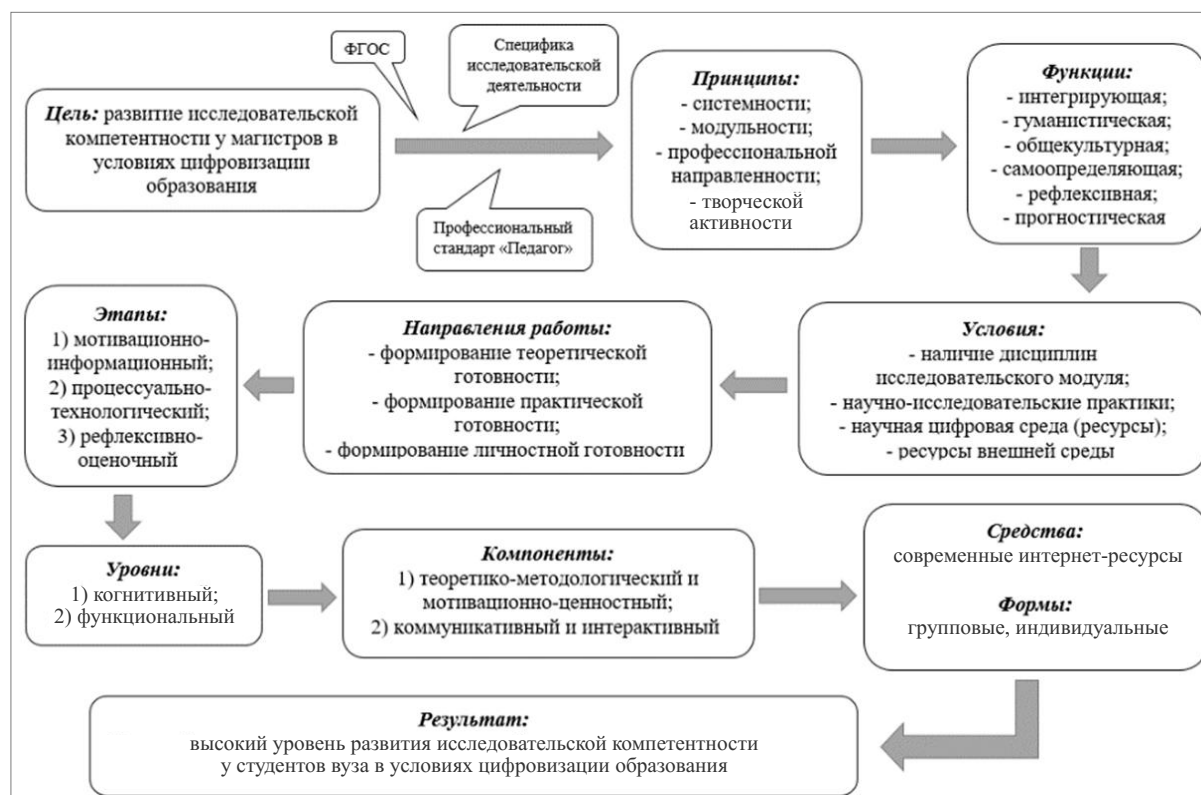 ФГОС
Специфика
исследовательской
деятельности
Цель: развитие исследовательской
компетентности у магистров в
условиях цифровизации
образования
Профессиональный
стандарт «Педагог»
Принципы:
- системности;
- модульности;
- профессиональной
направленности;
- творческой
активности
Функции:
- интегрирующая;
- гуманистическая;
- общекультурная;
- самоопределяющая;
- рефлексивная;
- прогностическая
Условия:
- наличие дисциплин
исследовательского модуля;
- научно-исследовательские практики;
- научная цифровая среда (ресурсы);
- ресурсы внешней среды
Направления работы:
- формирование теоретической
готовности;
- формирование практической
готовности;
- формирование личностной готовности
Этапы:
1) мотивационно-
информационный;
2) процессуально-
технологический;
3) рефлексивно-
оценочный
Уровни:
1) когнитивный;
2) функциональный
Компоненты:
1) теоретико-методологический и
мотивационно-ценностный;
2) коммуникативный и интерактивный
Средства:
современные интернет-ресурсы
Формы:
групповые, индивидуальные
Результат:
высокий уровень развития исследовательской компетентности
у студентов вуза в условиях цифровизации образования